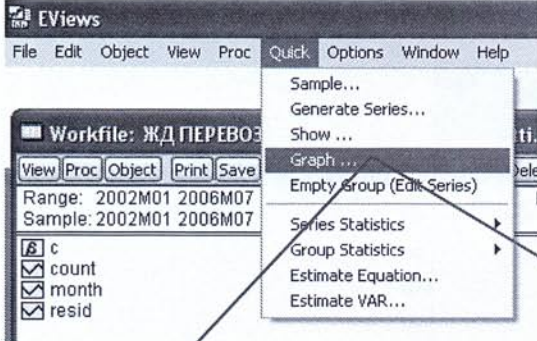 EViews
File Edit Object View Proc Quick Options Window Help
Sample...
Generate Series...
Show ...
Graph ...
Empty Group (Edit Series)
Series Statistics
Group Statistics
Estimate Equation...
Estimate VAR...
Workfile: ЖД ПЕРЕВОЗ
View Proc Object Print Save
Range: 2002M01 2006M07
Sample: 2002M01 2006M07
c
count
month
resid